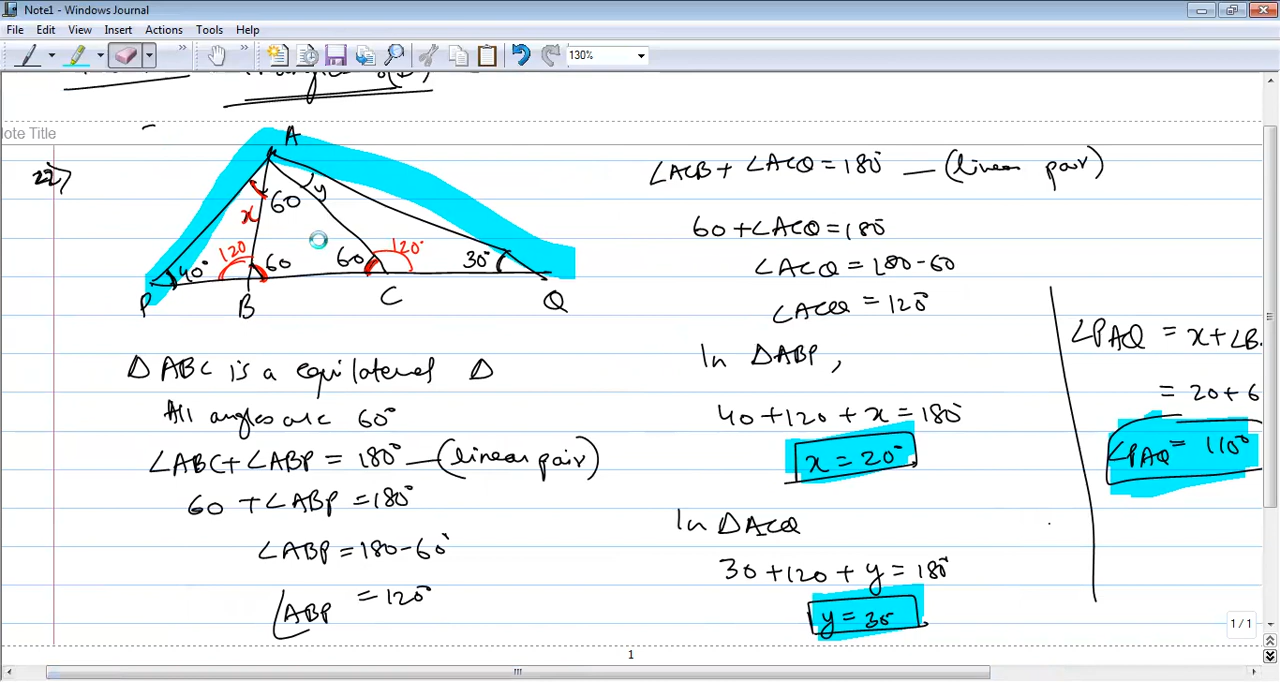 Note1 - Windows Journal
File Edit View Insert Actions Tools Help
130%
Note Title
22)
A
60
y
x
120
60
60
120°
40°
30°
P
B
C
Q
Δ ABC is a equilateral Δ
All angles are 60°
∠ABC + ∠ABP = 180° — (linear pair)
60 + ∠ABP = 180°
∠ABP = 180 - 60°
∠ABP = 120°
∠ACB + ∠ACQ = 180° — (linear pair)
60 + ∠ACQ = 180°
∠ACQ = 180 - 60
∠ACQ = 120°
In ΔABP,
40 + 120 + x = 180°
x = 20°
In ΔACQ
30 + 120 + y = 180°
y = 30
∠PAQ = x + ∠B
= 20 + 6
∠PAQ = 110°
1 / 1
1